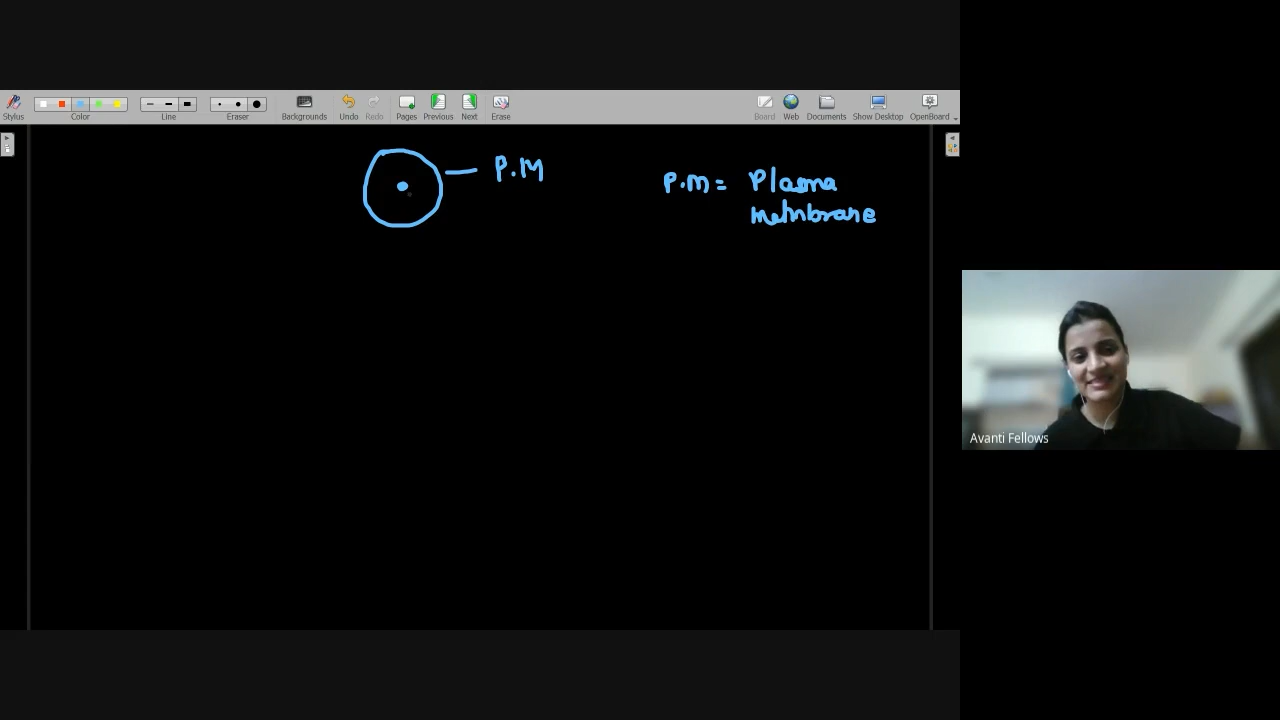 Stylus
Color
Line
Eraser
Backgrounds
Undo
Redo
Pages
Previous
Next
Erase
Board
Web
Documents
Show Desktop
OpenBoard
P.M
P.M = Plasma
membrane
Avanti Fellows